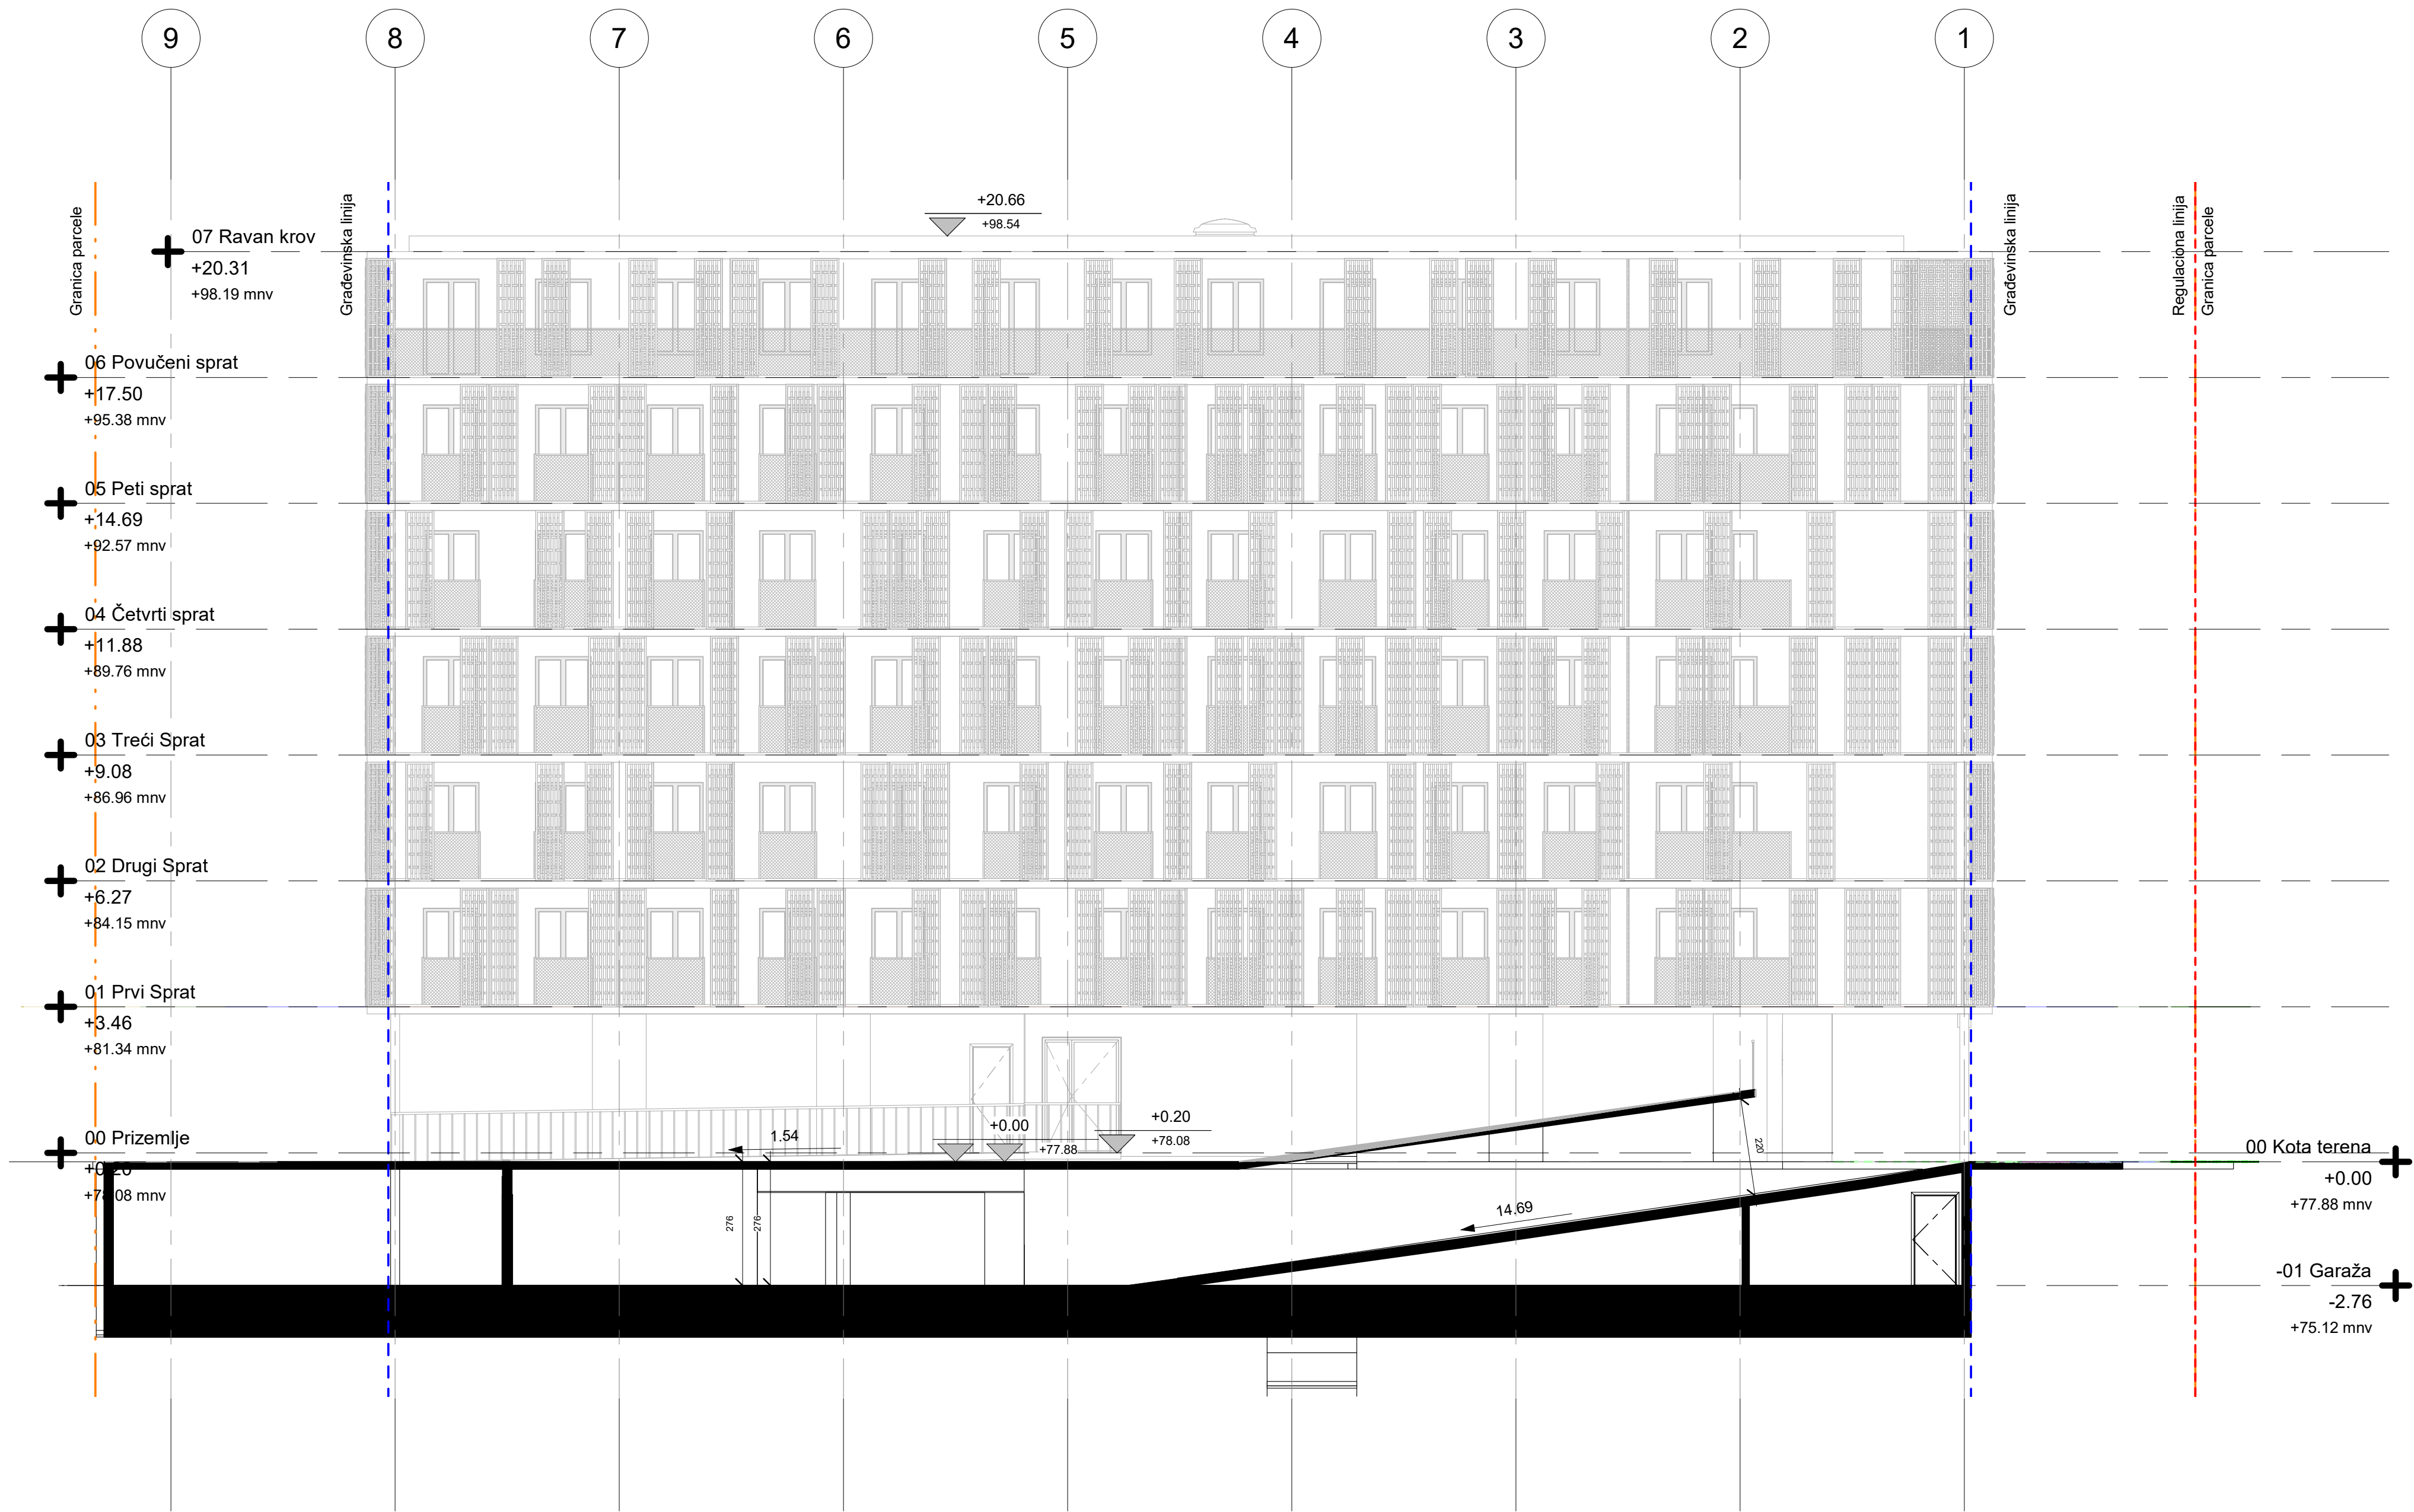 9
8
7
6
5
4
3
2
1
Granica parcele
Građevinska linija
Građevinska linija
Regulaciona linija
Granica parcele
+20.66
+98.54
07 Ravan krov
+20.31
+98.19 mnv
06 Povučeni sprat
+17.50
+95.38 mnv
05 Peti sprat
+14.69
+92.57 mnv
04 Četvrti sprat
+11.88
+89.76 mnv
03 Treći Sprat
+9.08
+86.96 mnv
02 Drugi Sprat
+6.27
+84.15 mnv
01 Prvi Sprat
+3.46
+81.34 mnv
00 Prizemlje
+0.20
+78.08 mnv
1.54
+0.00
+77.88
+0.20
+78.08
220
276
276
14.69
00 Kota terena
+0.00
+77.88 mnv
-01 Garaža
-2.76
+75.12 mnv